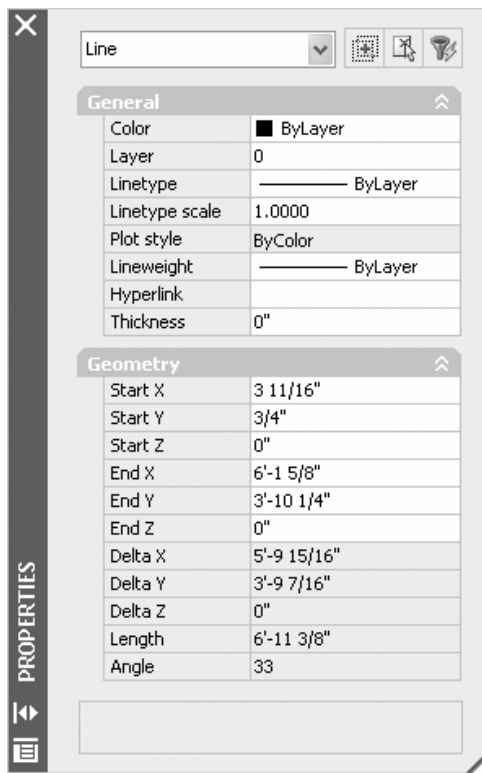 Line
General
Color ByLayer
Layer 0
Linetype ByLayer
Linetype scale 1.0000
Plot style ByColor
Lineweight ByLayer
Hyperlink
Thickness 0"
Geometry
Start X 3 11/16"
Start Y 3/4"
Start Z 0"
End X 6'-1 5/8"
End Y 3'-10 1/4"
End Z 0"
Delta X 5'-9 15/16"
Delta Y 3'-9 7/16"
Delta Z 0"
Length 6'-11 3/8"
Angle 33
PROPERTIES